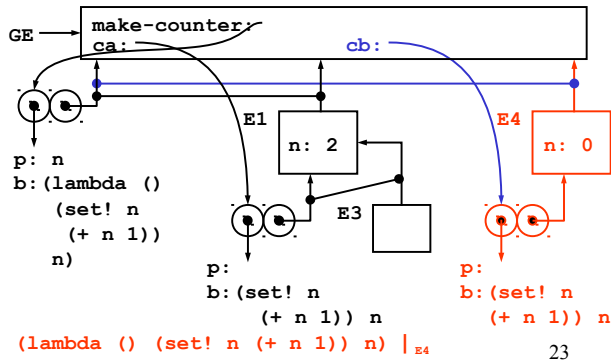 GE
make-counter:
ca:
cb:
E1
n: 2
E4
n: 0
p: n
b:(lambda ()
(set! n
(+ n 1))
n)
E3
p:
b:(set! n
(+ n 1)) n
p:
b:(set! n
(+ n 1)) n
(lambda () (set! n (+ n 1)) n) |E4
23